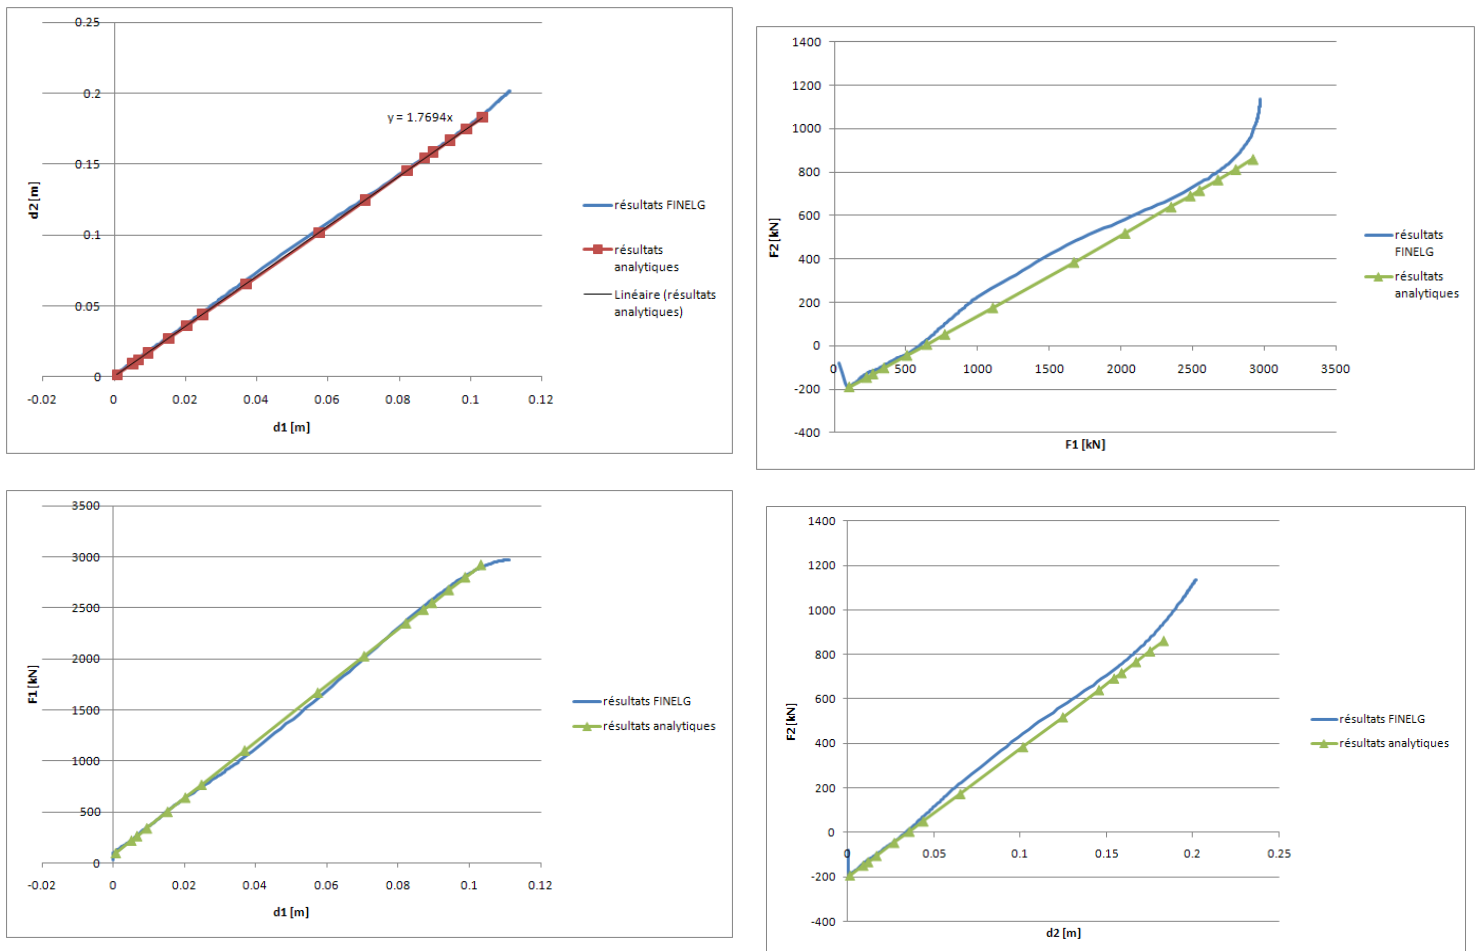 0.25
0.2
y = 1.7694x
0.15
d2 [m]
résultats FINELG
0.1
résultats
analytiques
0.05
Linéaire (résultats
analytiques)
0
-0.02
0
0.02
0.04
0.06
0.08
0.1
0.12
d1 [m]
1400
1200
1000
800
600
F2 [kN]
400
résultats
FINELG
200
résultats
analytiques
0
0
500
1000
1500
2000
2500
3000
3500
-200
-400
F1 [kN]
3500
3000
2500
2000
F1 [kN]
1500
résultats FINELG
résultats analytiques
1000
500
0
-0.02
0
0.02
0.04
0.06
0.08
0.1
0.12
d1 [m]
1400
1200
1000
800
600
F2 [kN]
résultats FINELG
400
résultats analytiques
200
0
0
0.05
0.1
0.15
0.2
0.25
-200
-400
d2 [m]